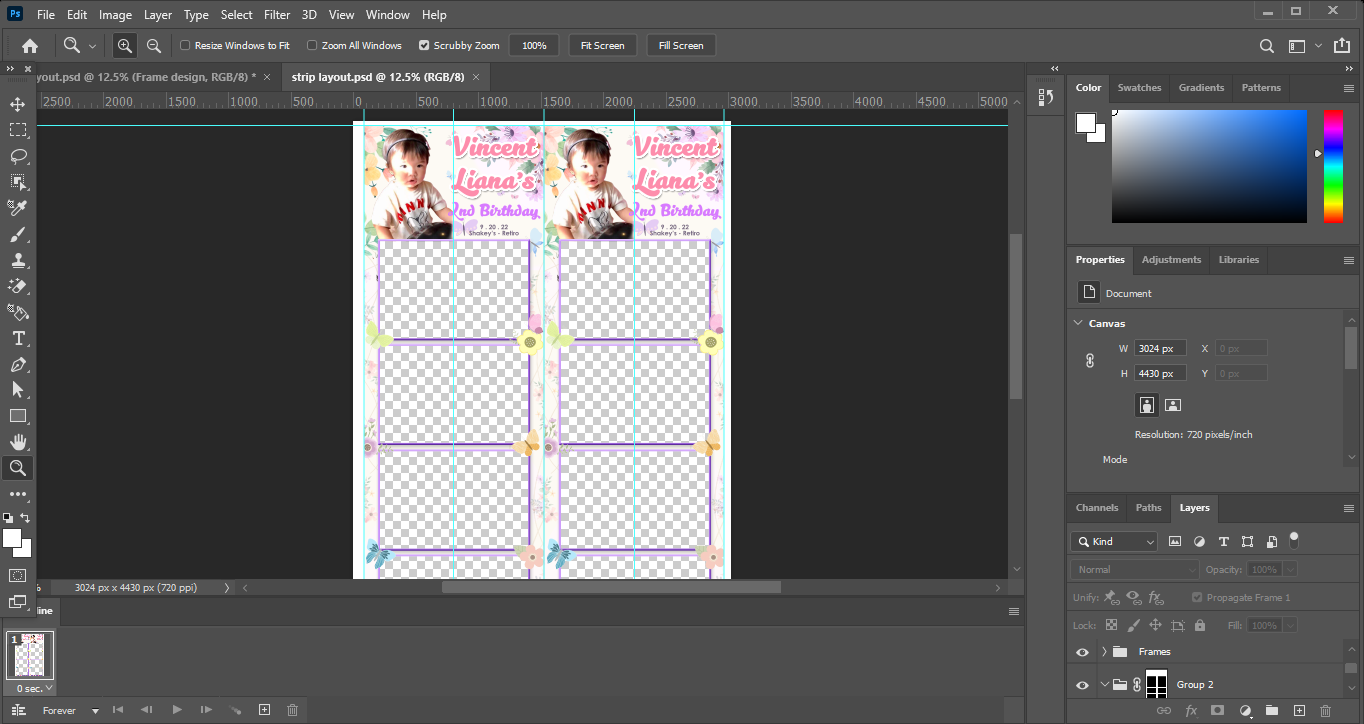 Ps File Edit Image Layer Type Select Filter 3D View Window Help
Resize Windows to Fit Zoom All Windows Scrubby Zoom 100% Fit Screen Fill Screen
yout.psd @ 12.5% (Frame design, RGB/8) * × strip layout.psd @ 12.5% (RGB/8) ×
2500 2000 1500 1000 500 0 500 1000 1500 2000 2500 3000 3500 4000 4500 5000
Vincent Vincent
Liana's Liana's
2nd Birthday 2nd Birthday
9 . 20 . 22 9 . 20 . 22
Shakey's - Retiro Shakey's - Retiro
% 3024 px x 4430 px (720 ppi)
line
1
0 sec.
Forever
Color Swatches Gradients Patterns
Properties Adjustments Libraries
Document
Canvas
W 3024 px X 0 px
H 4430 px Y 0 px
Resolution: 720 pixels/inch
Mode
Channels Paths Layers
Kind
Normal Opacity: 100%
Unify: Propagate Frame 1
Lock: Fill: 100%
Frames
Group 2
fx